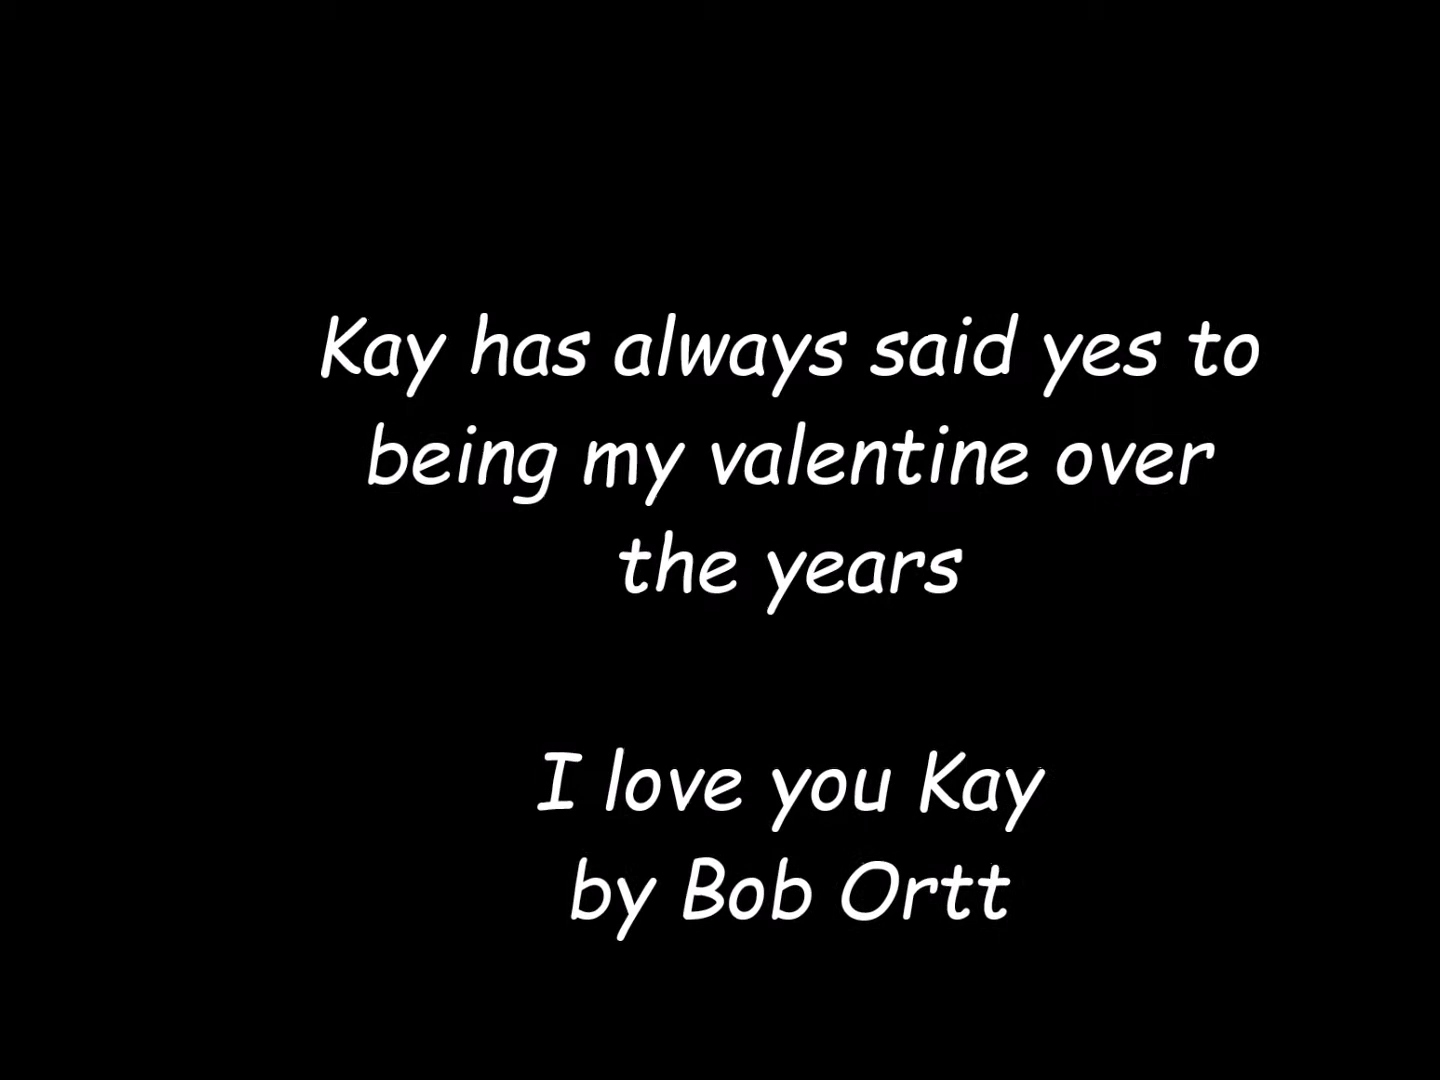 Kay has always said yes to
being my valentine over
the years
I love you Kay
by Bob Ortt